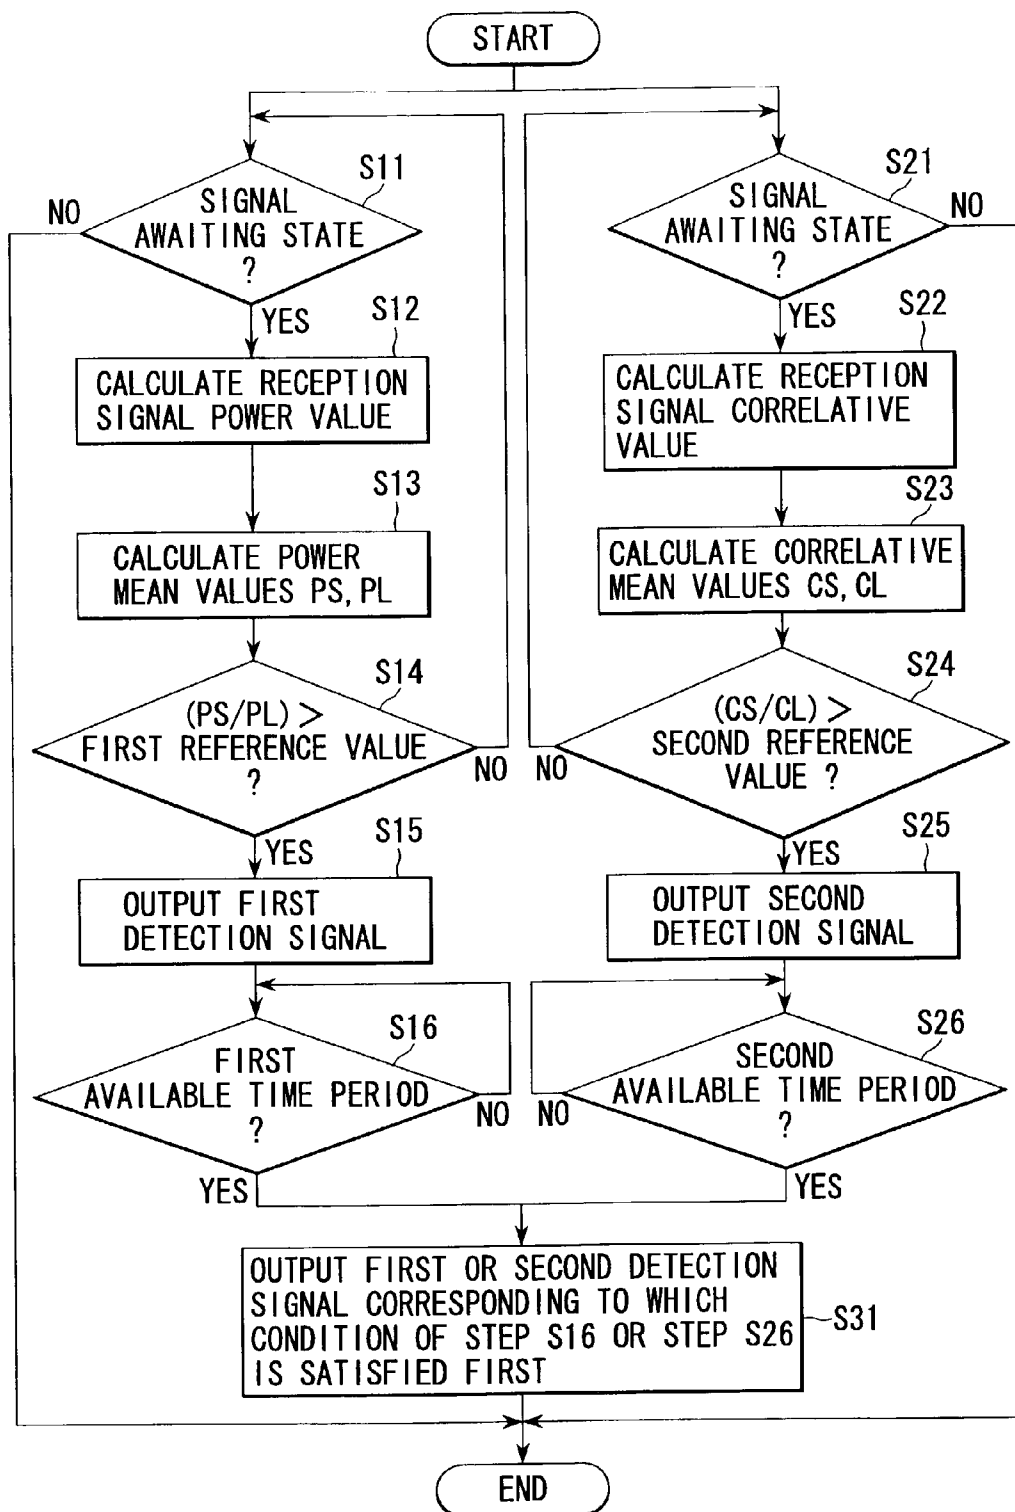 START
S11
SIGNAL
AWAITING STATE
?
NO
YES
S12
CALCULATE RECEPTION
SIGNAL POWER VALUE
S13
CALCULATE POWER
MEAN VALUES PS, PL
S14
(PS/PL) >
FIRST REFERENCE VALUE
?
NO
YES
S15
OUTPUT FIRST
DETECTION SIGNAL
S16
FIRST
AVAILABLE TIME PERIOD
?
NO
YES
S21
SIGNAL
AWAITING STATE
?
NO
YES
S22
CALCULATE RECEPTION
SIGNAL CORRELATIVE
VALUE
S23
CALCULATE CORRELATIVE
MEAN VALUES CS, CL
S24
(CS/CL) >
SECOND REFERENCE
VALUE ?
NO
YES
S25
OUTPUT SECOND
DETECTION SIGNAL
S26
SECOND
AVAILABLE TIME PERIOD
?
NO
YES
OUTPUT FIRST OR SECOND DETECTION
SIGNAL CORRESPONDING TO WHICH
CONDITION OF STEP S16 OR STEP S26
IS SATISFIED FIRST
S31
END